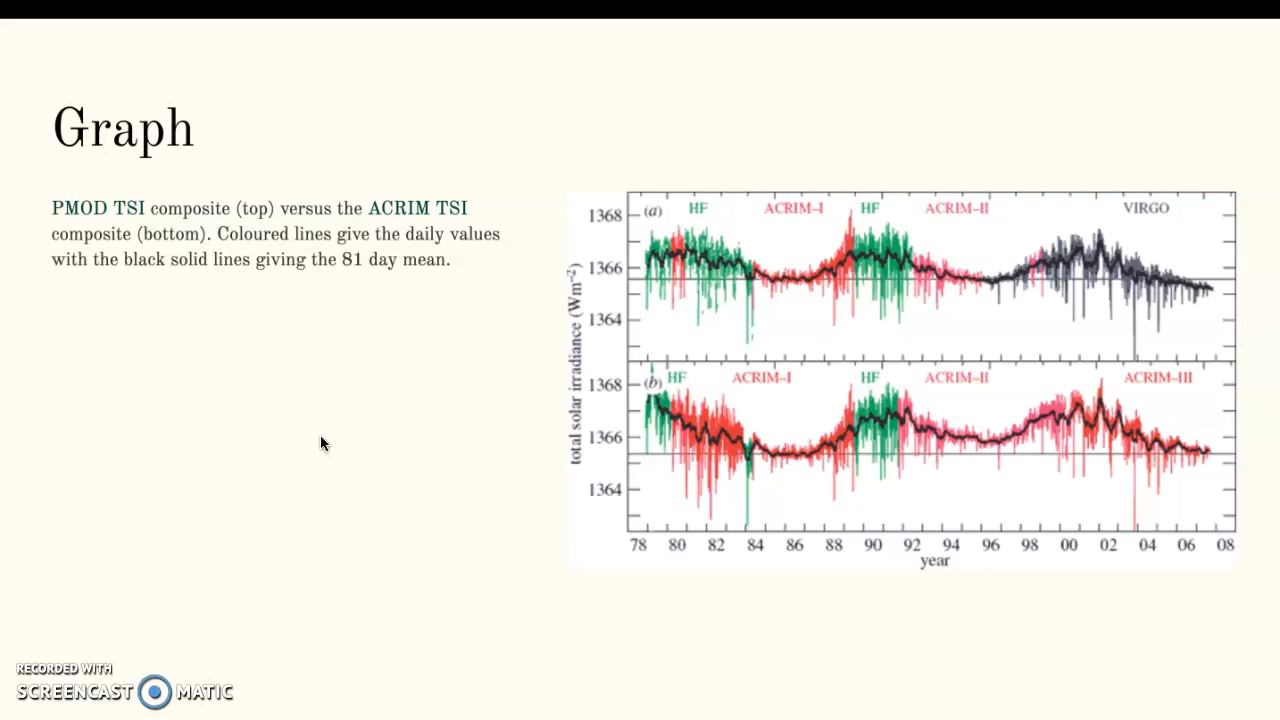 Graph
PMOD TSI composite (top) versus the ACRIM TSI
composite (bottom). Coloured lines give the daily values
with the black solid lines giving the 81 day mean.
total solar irradiance (Wm−2)
(a) HF ACRIM–I HF ACRIM–II VIRGO
1368
1366
1364
(b) HF ACRIM–I HF ACRIM–II ACRIM–III
1368
1366
1364
78 80 82 84 86 88 90 92 94 96 98 00 02 04 06 08
year
RECORDED WITH
SCREENCAST MATIC